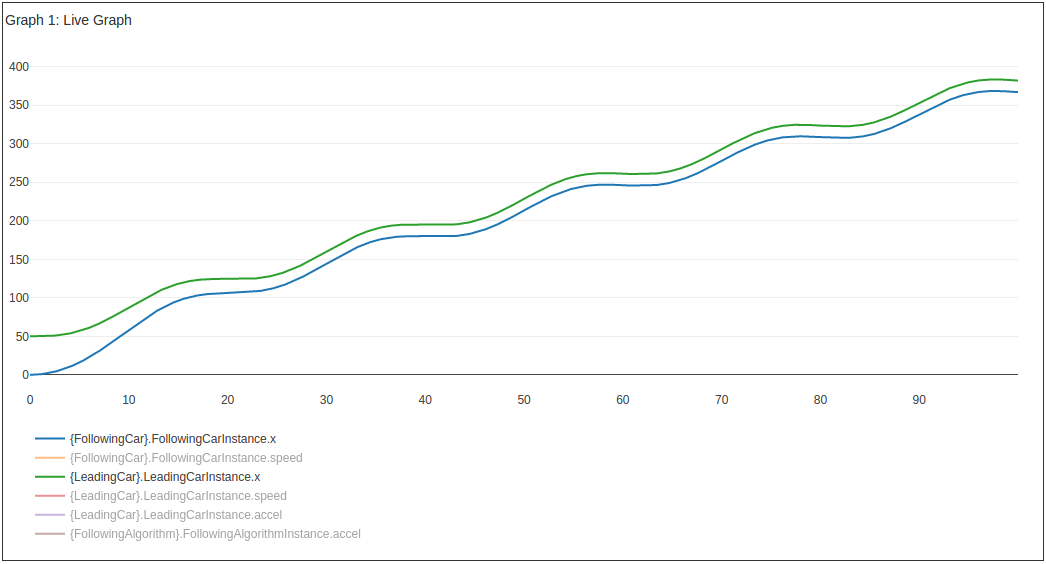 Graph 1: Live Graph
400
350
300
250
200
150
100
50
0
0 10 20 30 40 50 60 70 80 90
{FollowingCar}.FollowingCarInstance.x
{FollowingCar}.FollowingCarInstance.speed
{LeadingCar}.LeadingCarInstance.x
{LeadingCar}.LeadingCarInstance.speed
{LeadingCar}.LeadingCarInstance.accel
{FollowingAlgorithm}.FollowingAlgorithmInstance.accel